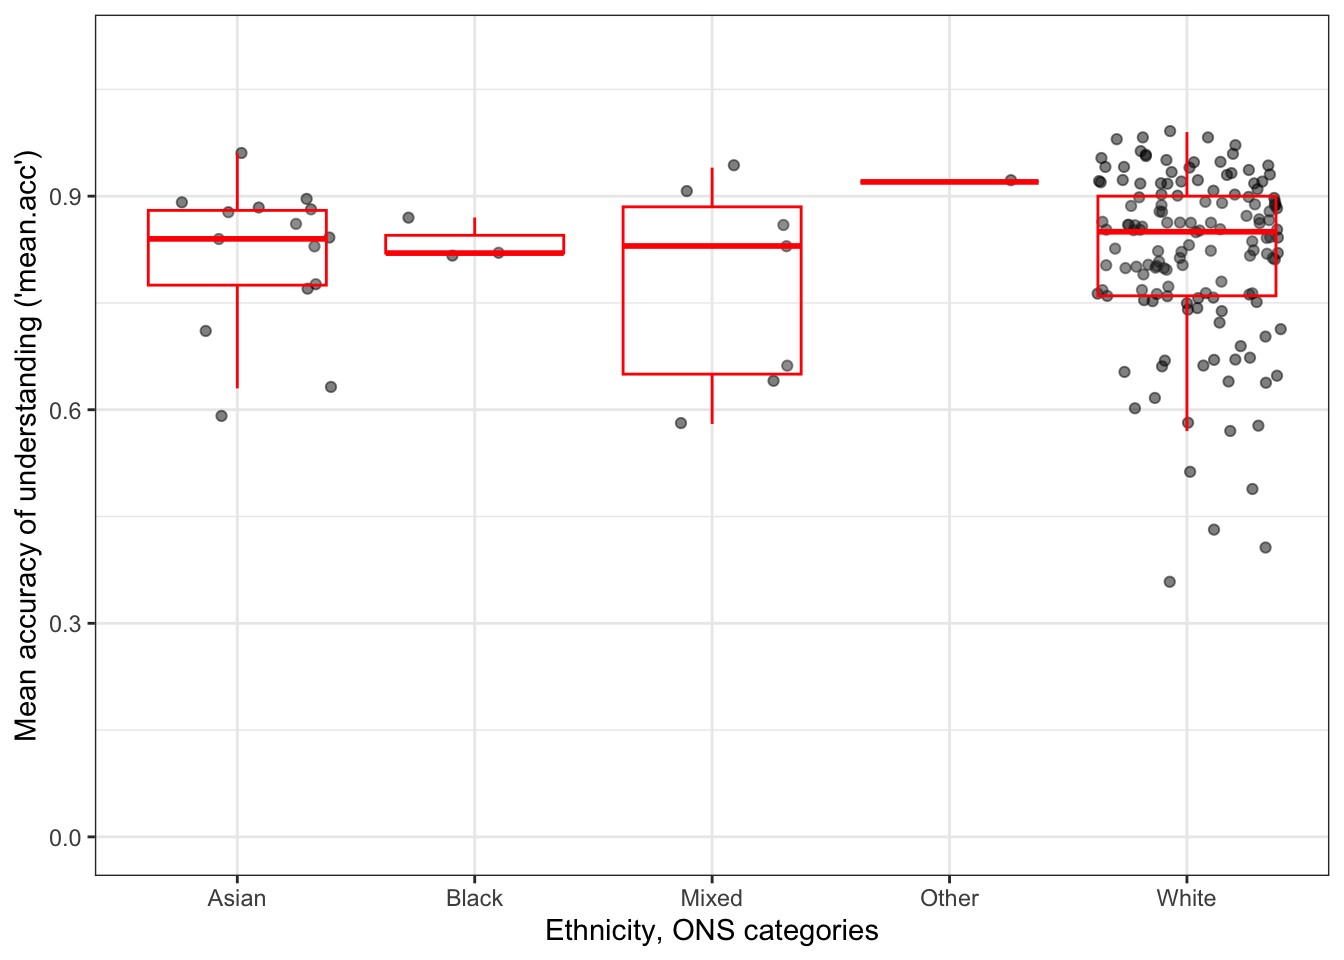 Mean accuracy of understanding ('mean.acc')
0.9
0.6
0.3
0.0
Asian Black Mixed Other White
Ethnicity, ONS categories